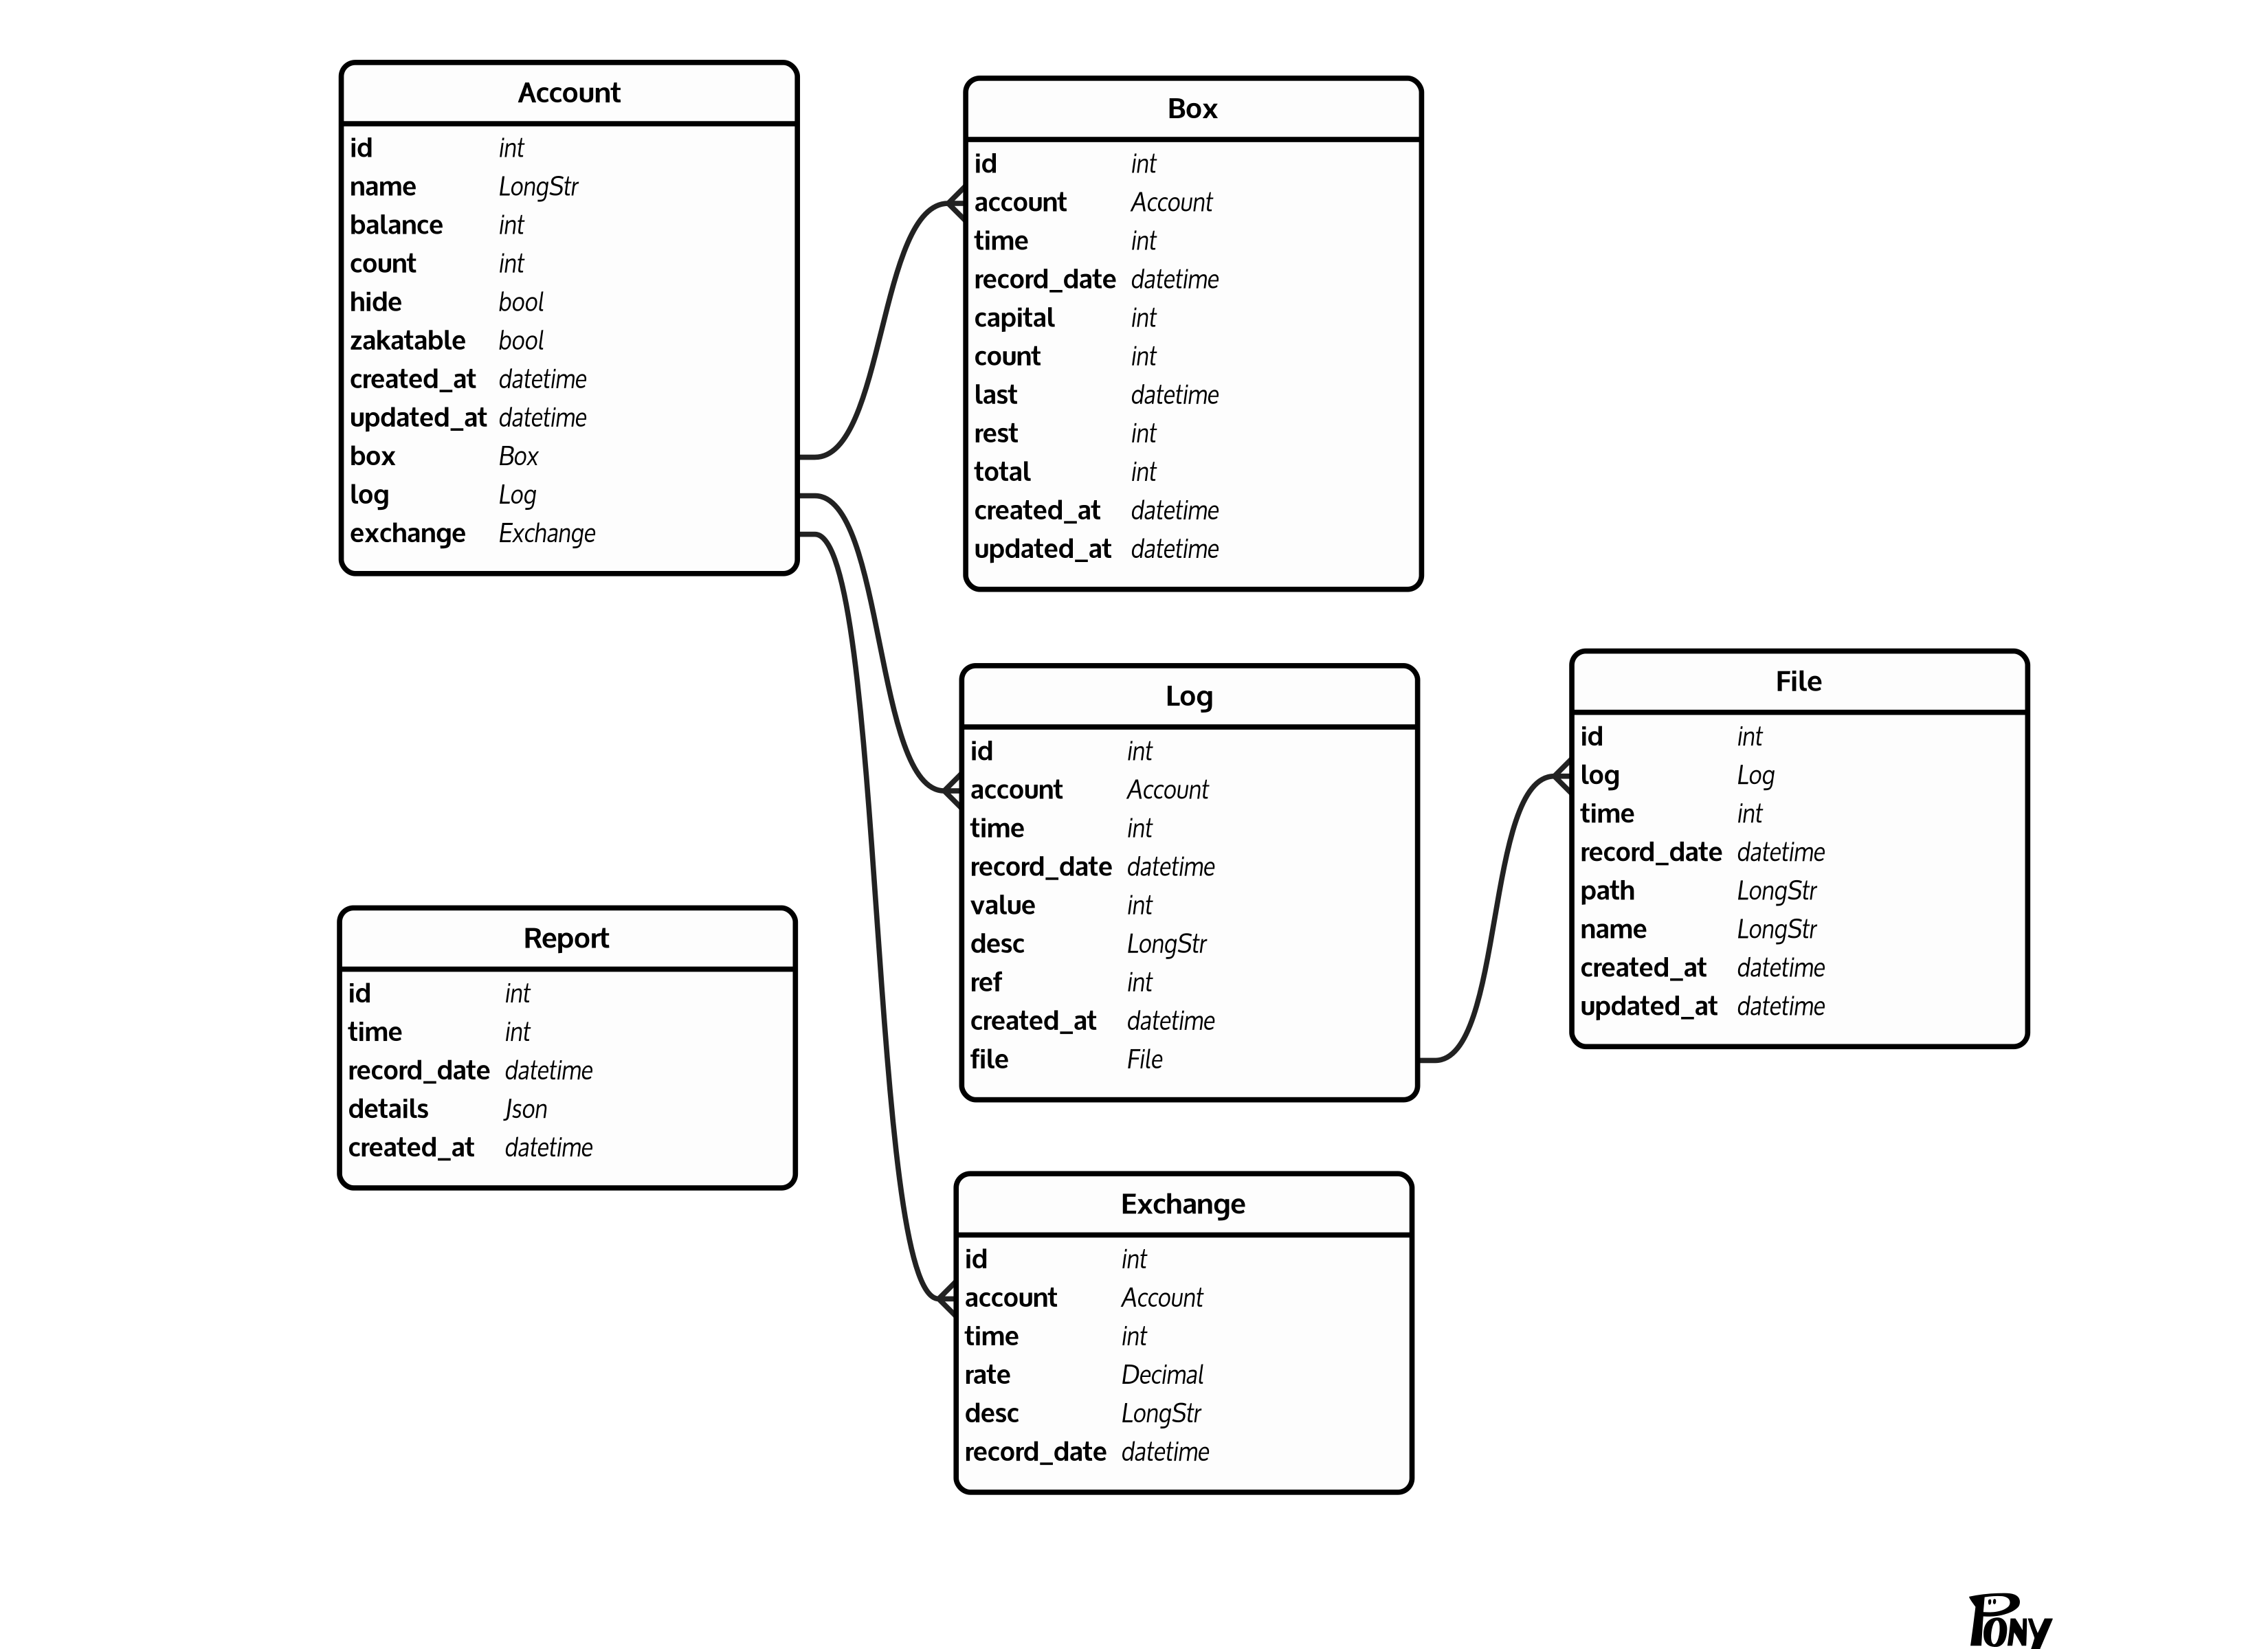 Account
id int
name LongStr
balance int
count int
hide bool
zakatable bool
created_at datetime
updated_at datetime
box Box
log Log
exchange Exchange
Box
id int
account Account
time int
record_date datetime
capital int
count int
last datetime
rest int
total int
created_at datetime
updated_at datetime
Log
id int
account Account
time int
record_date datetime
value int
desc LongStr
ref int
created_at datetime
file File
File
id int
log Log
time int
record_date datetime
path LongStr
name LongStr
created_at datetime
updated_at datetime
Report
id int
time int
record_date datetime
details Json
created_at datetime
Exchange
id int
account Account
time int
rate Decimal
desc LongStr
record_date datetime
PONY